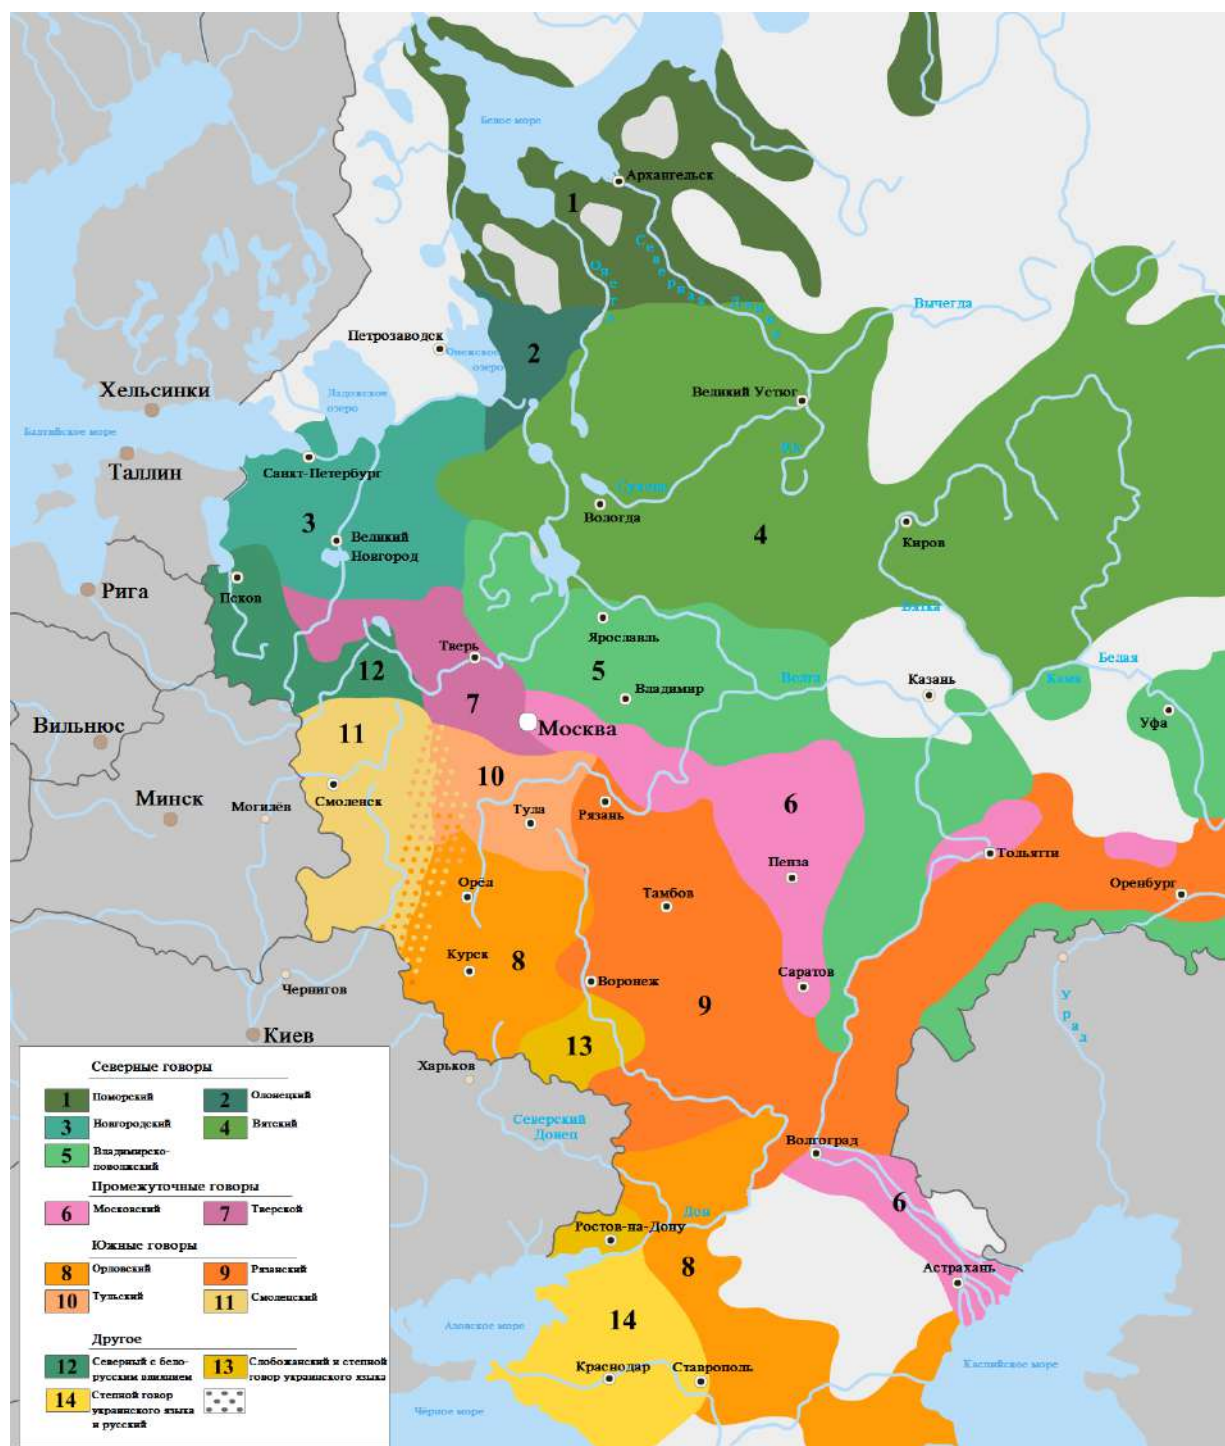 Белое море
Архангельск
1
Онега
Северная Двина
Вычегда
Петрозаводск
Онежское
озеро
2
Хельсинки
Ладожское
озеро
Великий Устюг
Балтийское море
Таллин
Санкт-Петербург
Юг
Сухона
Вологда
3
4
Великий
Новгород
Киров
Рига
Псков
Вятка
Ярославль
Тверь
12
5
Белая
Казань
Кама
Волга
Владимир
7
Вильнюс
11
Москва
Уфа
10
6
Минск
Могилёв
Смоленск
Тула
Рязань
Тольятти
Пенза
Орёл
Тамбов
Оренбург
Курск
8
Саратов
Чернигов
Воронеж
9
Урал
Киев
13
Харьков
Северский
Донец
Волгоград
6
Дон
Ростов-на-Дону
8
Астрахань
14
Азовское море
Каспийское море
Краснодар
Ставрополь
Чёрное море
Северные говоры
1 Поморский
2 Олонецкий
3 Новгородский
4 Вятский
5 Владимирско-
поволжский
Промежуточные говоры
6 Московский
7 Тверской
Южные говоры
8 Орловский
9 Рязанский
10 Тульский
11 Смоленский
Другое
12 Северный с бело-
русским влиянием
13 Слобожанский и степной
говор украинского языка
14 Степной говор
украинского языка
и русский